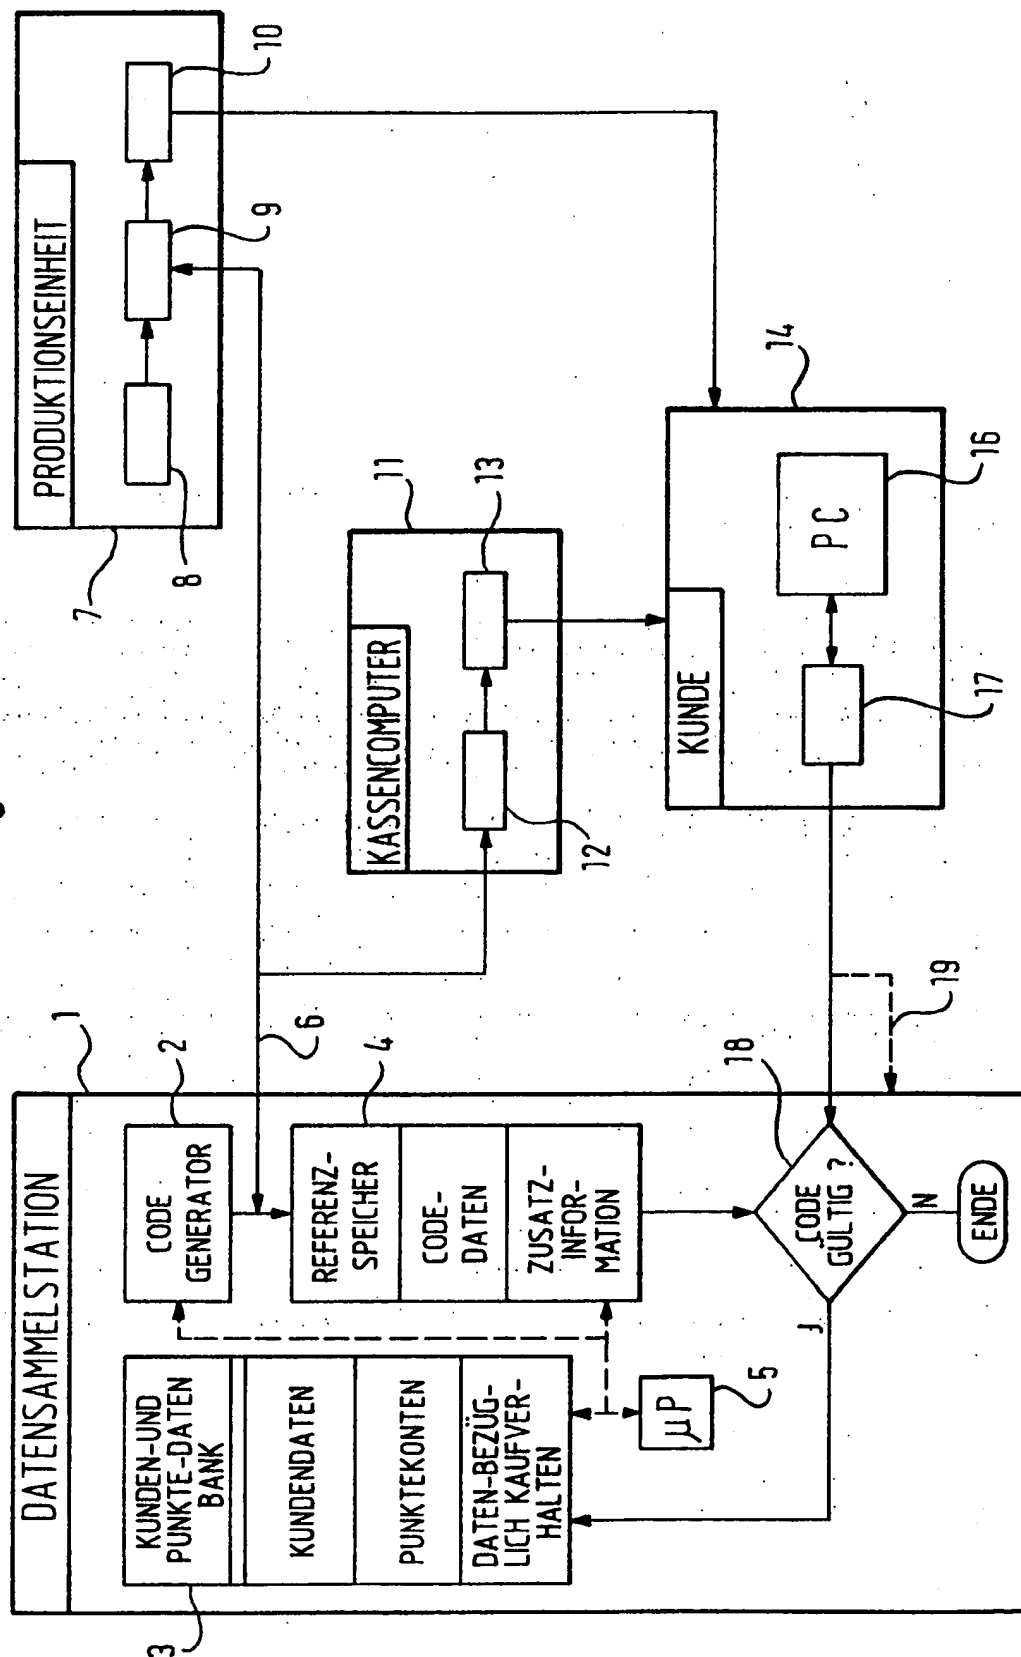 DATENSAMMELSTATION
1
KUNDEN-UND
PUNKTE-DATEN
BANK
KUNDENDATEN
PUNKTEKONTEN
DATEN-BEZÜG-
LICH KAUFVER-
HALTEN
3
CODE
GENERATOR
2
REFERENZ-
SPEICHER
CODE-
DATEN
ZUSATZ-
INFOR-
MATION
4
µP
5
6
CODE
GÜLTIG ?
18
J
N
ENDE
19
KASSENCOMPUTER
11
12
13
PRODUKTIONSEINHEIT
7
8
9
10
KUNDE
14
PC
16
17